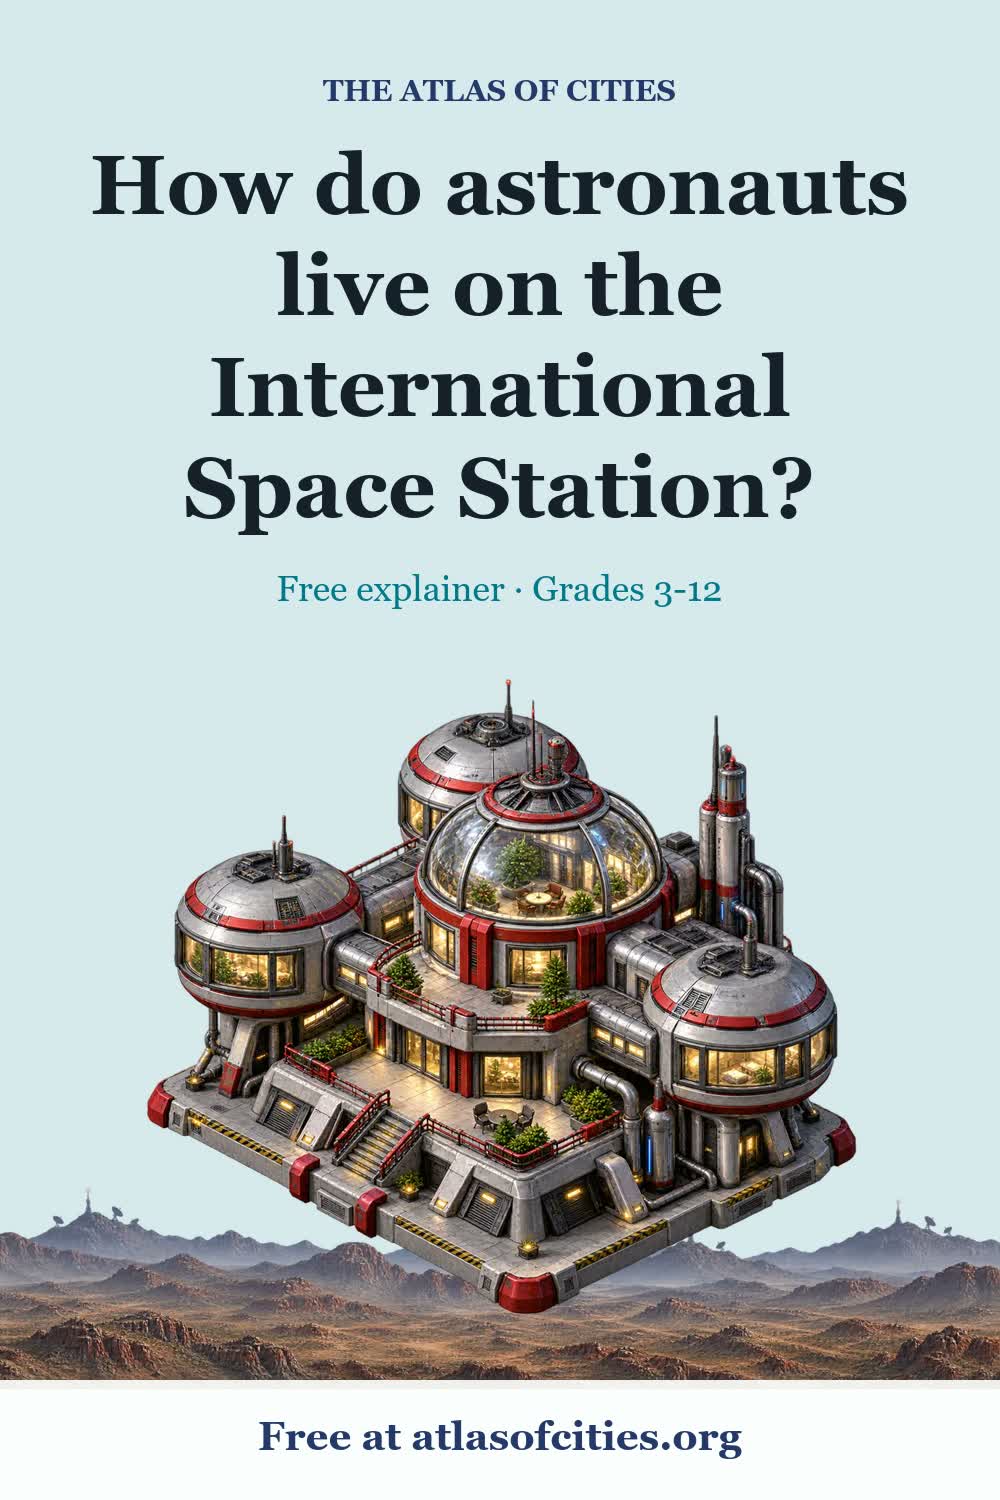 THE ATLAS OF CITIES
How do astronauts
live on the
International
Space Station?
Free explainer · Grades 3-12
Free at atlasofcities.org